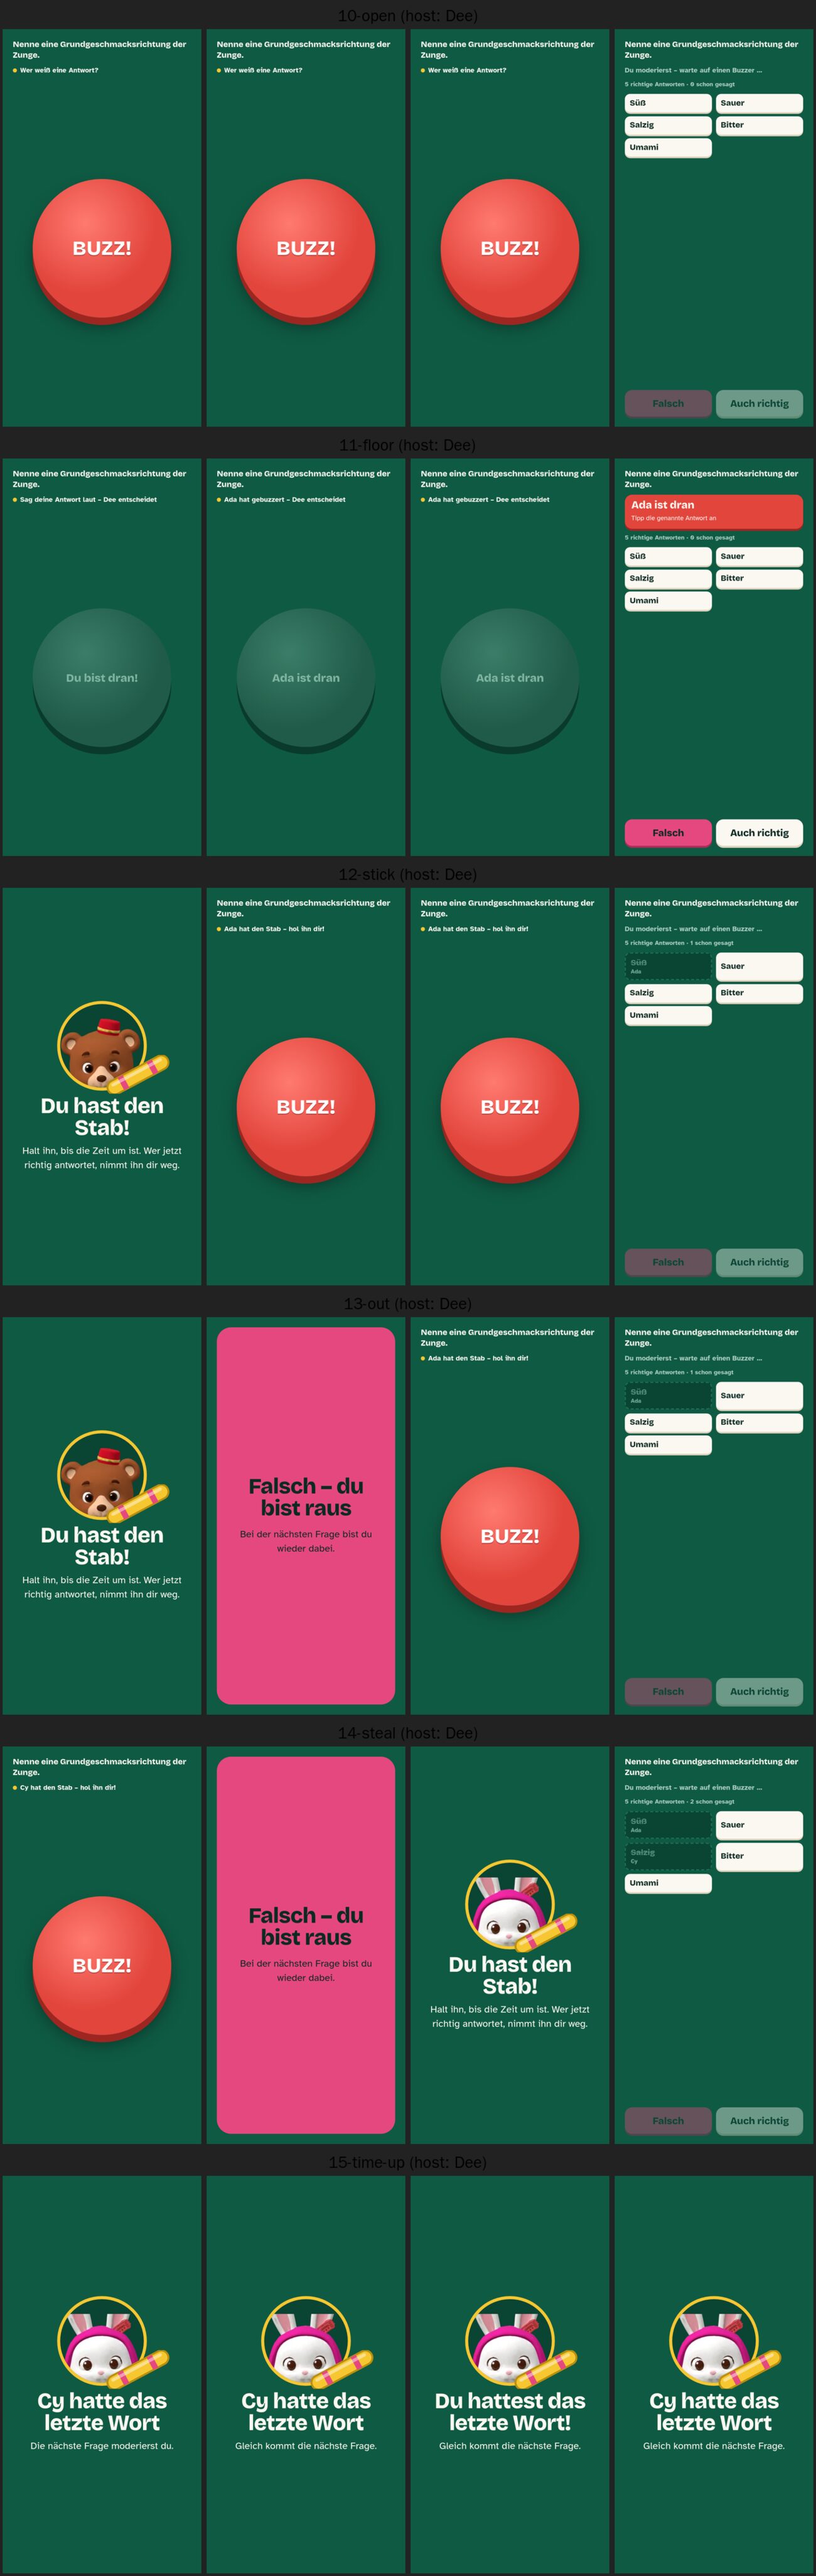 10-open (host: Dee)
Nenne eine Grundgeschmacksrichtung der
Zunge.
Wer weiß eine Antwort?
BUZZ!
Nenne eine Grundgeschmacksrichtung der
Zunge.
Wer weiß eine Antwort?
BUZZ!
Nenne eine Grundgeschmacksrichtung der
Zunge.
Wer weiß eine Antwort?
BUZZ!
Nenne eine Grundgeschmacksrichtung der
Zunge.
Du moderierst – warte auf einen Buzzer ...
5 richtige Antworten · 0 schon gesagt
Süß
Sauer
Salzig
Bitter
Umami
Falsch
Auch richtig
11-floor (host: Dee)
Nenne eine Grundgeschmacksrichtung der
Zunge.
Sag deine Antwort laut – Dee entscheidet
Du bist dran!
Nenne eine Grundgeschmacksrichtung der
Zunge.
Ada hat gebuzzert – Dee entscheidet
Ada ist dran
Nenne eine Grundgeschmacksrichtung der
Zunge.
Ada hat gebuzzert – Dee entscheidet
Ada ist dran
Nenne eine Grundgeschmacksrichtung der
Zunge.
Ada ist dran
Tipp die genannte Antwort an
5 richtige Antworten · 0 schon gesagt
Süß
Sauer
Salzig
Bitter
Umami
Falsch
Auch richtig
12-stick (host: Dee)
Du hast den
Stab!
Halt ihn, bis die Zeit um ist. Wer jetzt
richtig antwortet, nimmt ihn dir weg.
Nenne eine Grundgeschmacksrichtung der
Zunge.
Ada hat den Stab – hol ihn dir!
BUZZ!
Nenne eine Grundgeschmacksrichtung der
Zunge.
Ada hat den Stab – hol ihn dir!
BUZZ!
Nenne eine Grundgeschmacksrichtung der
Zunge.
Du moderierst – warte auf einen Buzzer ...
5 richtige Antworten · 1 schon gesagt
Süß
Ada
Sauer
Salzig
Bitter
Umami
Falsch
Auch richtig
13-out (host: Dee)
Du hast den
Stab!
Halt ihn, bis die Zeit um ist. Wer jetzt
richtig antwortet, nimmt ihn dir weg.
Falsch – du
bist raus
Bei der nächsten Frage bist du
wieder dabei.
Nenne eine Grundgeschmacksrichtung der
Zunge.
Ada hat den Stab – hol ihn dir!
BUZZ!
Nenne eine Grundgeschmacksrichtung der
Zunge.
Du moderierst – warte auf einen Buzzer ...
5 richtige Antworten · 1 schon gesagt
Süß
Ada
Sauer
Salzig
Bitter
Umami
Falsch
Auch richtig
14-steal (host: Dee)
Nenne eine Grundgeschmacksrichtung der
Zunge.
Cy hat den Stab – hol ihn dir!
BUZZ!
Falsch – du
bist raus
Bei der nächsten Frage bist du
wieder dabei.
Du hast den
Stab!
Halt ihn, bis die Zeit um ist. Wer jetzt
richtig antwortet, nimmt ihn dir weg.
Nenne eine Grundgeschmacksrichtung der
Zunge.
Du moderierst – warte auf einen Buzzer ...
5 richtige Antworten · 2 schon gesagt
Süß
Ada
Sauer
Salzig
Cy
Bitter
Umami
Falsch
Auch richtig
15-time-up (host: Dee)
Cy hatte das
letzte Wort
Die nächste Frage moderierst du.
Cy hatte das
letzte Wort
Gleich kommt die nächste Frage.
Du hattest das
letzte Wort!
Gleich kommt die nächste Frage.
Cy hatte das
letzte Wort
Gleich kommt die nächste Frage.